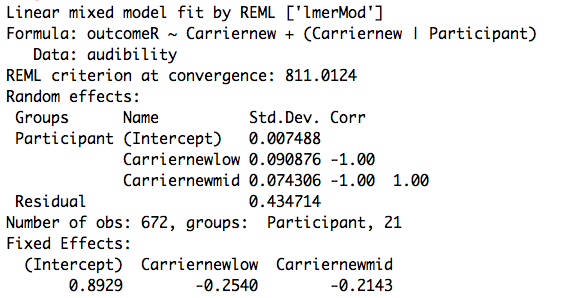 Linear mixed model fit by REML ['lmerMod']
Formula: outcomeR ~ Carriernew + (Carriernew | Participant)
Data: audibility
REML criterion at convergence: 811.0124
Random effects:
Groups Name Std.Dev. Corr
Participant (Intercept) 0.007488
Carriernewlow 0.090876 -1.00
Carriernewmid 0.074306 -1.00 1.00
Residual 0.434714
Number of obs: 672, groups: Participant, 21
Fixed Effects:
(Intercept) Carriernewlow Carriernewmid
0.8929 -0.2540 -0.2143